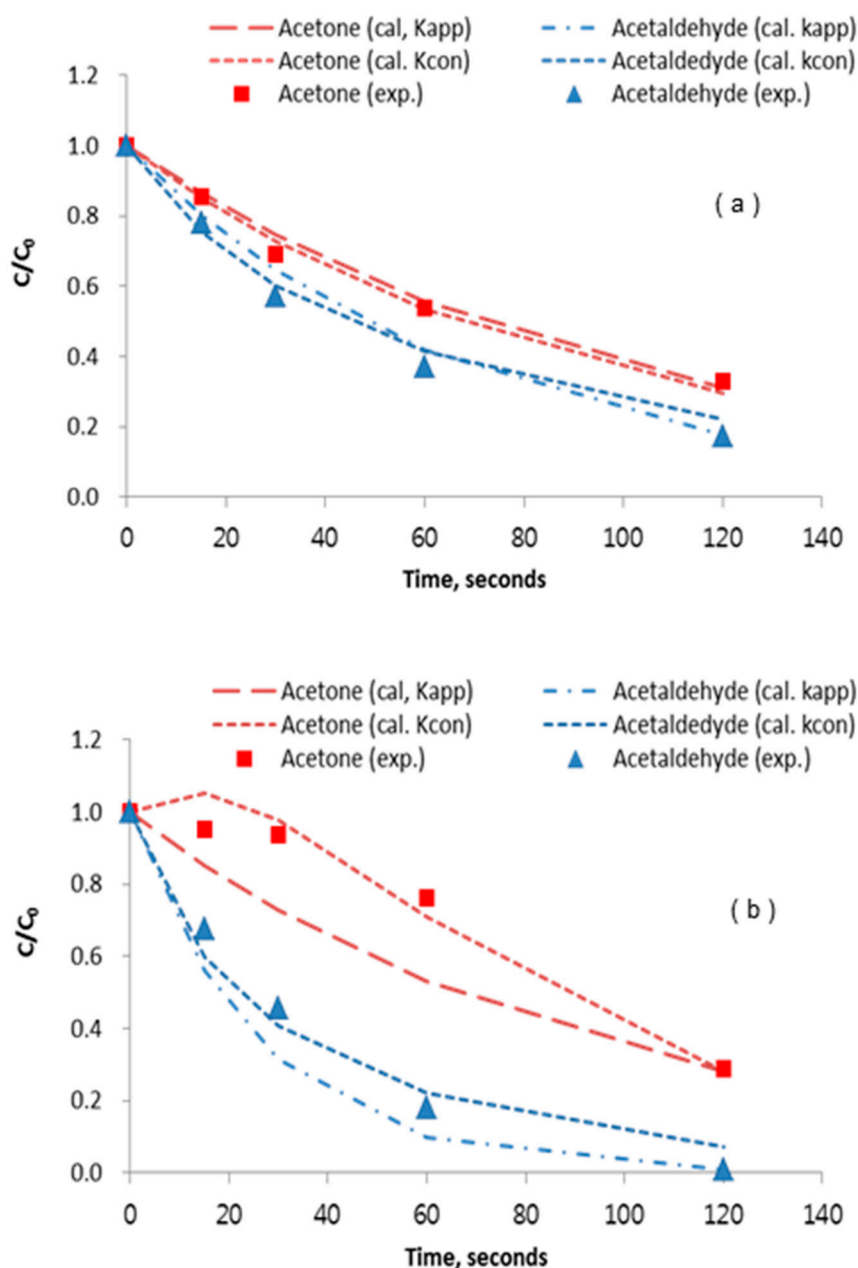 Acetone (cal, Kapp) Acetaldehyde (cal. kapp)
Acetone (cal. Kcon) Acetaldedyde (cal. kcon)
Acetone (exp.) Acetaldehyde (exp.)
1.2
1.0
0.8
0.6
0.4
0.2
0.0
C/C₀
( a )
0 20 40 60 80 100 120 140
Time, seconds
Acetone (cal, Kapp) Acetaldehyde (cal. kapp)
Acetone (cal. Kcon) Acetaldedyde (cal. kcon)
Acetone (exp.) Acetaldehyde (exp.)
1.2
1.0
0.8
0.6
0.4
0.2
0.0
C/C₀
( b )
0 20 40 60 80 100 120 140
Time, seconds